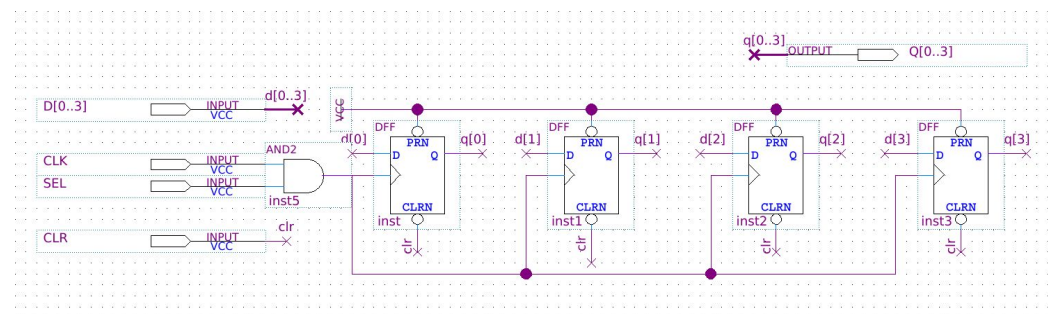 q[0..3]
OUTPUT
Q[0..3]
D[0..3]
INPUT
VCC
d[0..3]
VCC
CLK
INPUT
VCC
SEL
INPUT
VCC
AND2
inst5
CLR
INPUT
VCC
clr
d[0]
DFF
PRN
D Q
CLRN
inst
q[0]
clr
d[1]
DFF
PRN
D Q
CLRN
inst1
q[1]
clr
d[2]
DFF
PRN
D Q
CLRN
inst2
q[2]
clr
d[3]
DFF
PRN
D Q
CLRN
inst3
q[3]
clr